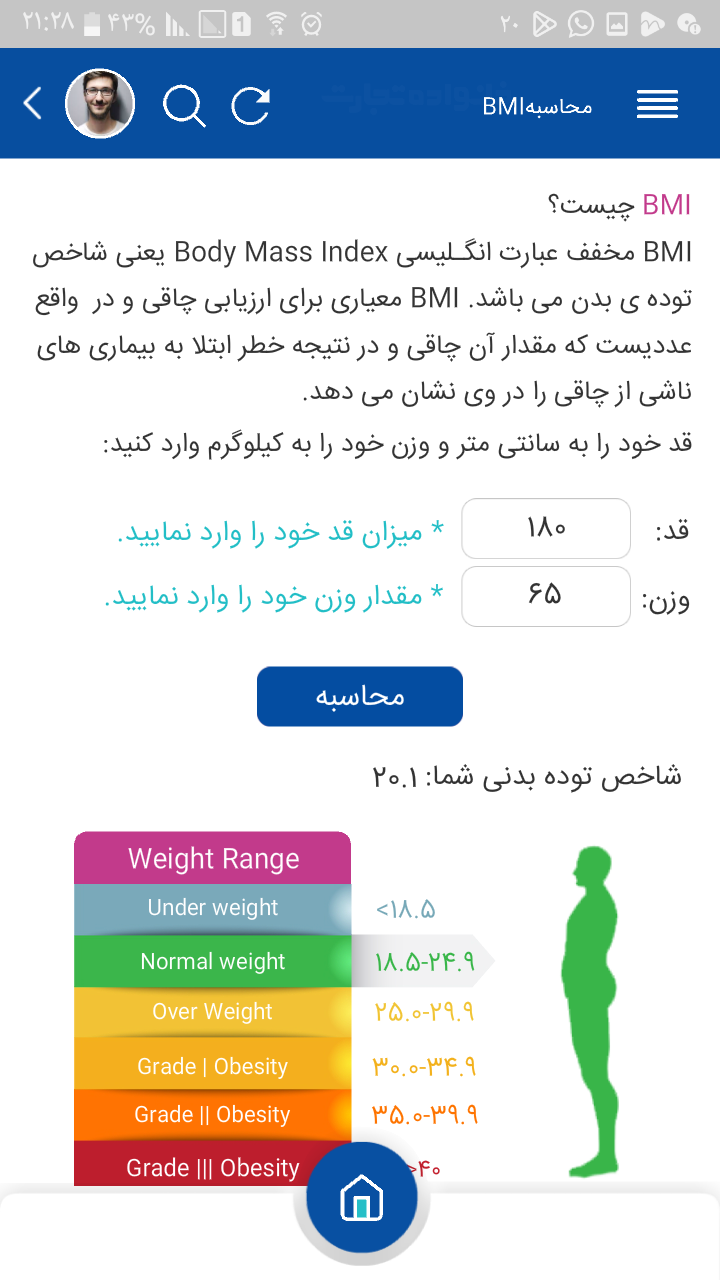 ۲۱:۲۸ ۴۳% 1 ۲۰
محاسبهBMI
BMI چیست؟
BMI مخفف عبارت انگـلیسی Body Mass Index یعنی شاخص
توده ی بدن می باشد. BMI معیاری برای ارزیابی چاقی و در واقع
عددیست که مقدار آن چاقی و در نتیجه خطر ابتلا به بیماری های
ناشی از چاقی را در وی نشان می دهد.
قد خود را به سانتی متر و وزن خود را به کیلوگرم وارد کنید:
قد: ۱۸۰ * میزان قد خود را وارد نمایید.
وزن: ۶۵ * مقدار وزن خود را وارد نمایید.
محاسبه
شاخص توده بدنی شما: ۲۰.۱
Weight Range
Under weight <۱۸.۵
Normal weight ۱۸.۵-۲۴.۹
Over Weight ۲۵.۰-۲۹.۹
Grade | Obesity ۳۰.۰-۳۴.۹
Grade || Obesity ۳۵.۰-۳۹.۹
Grade ||| Obesity >۴۰